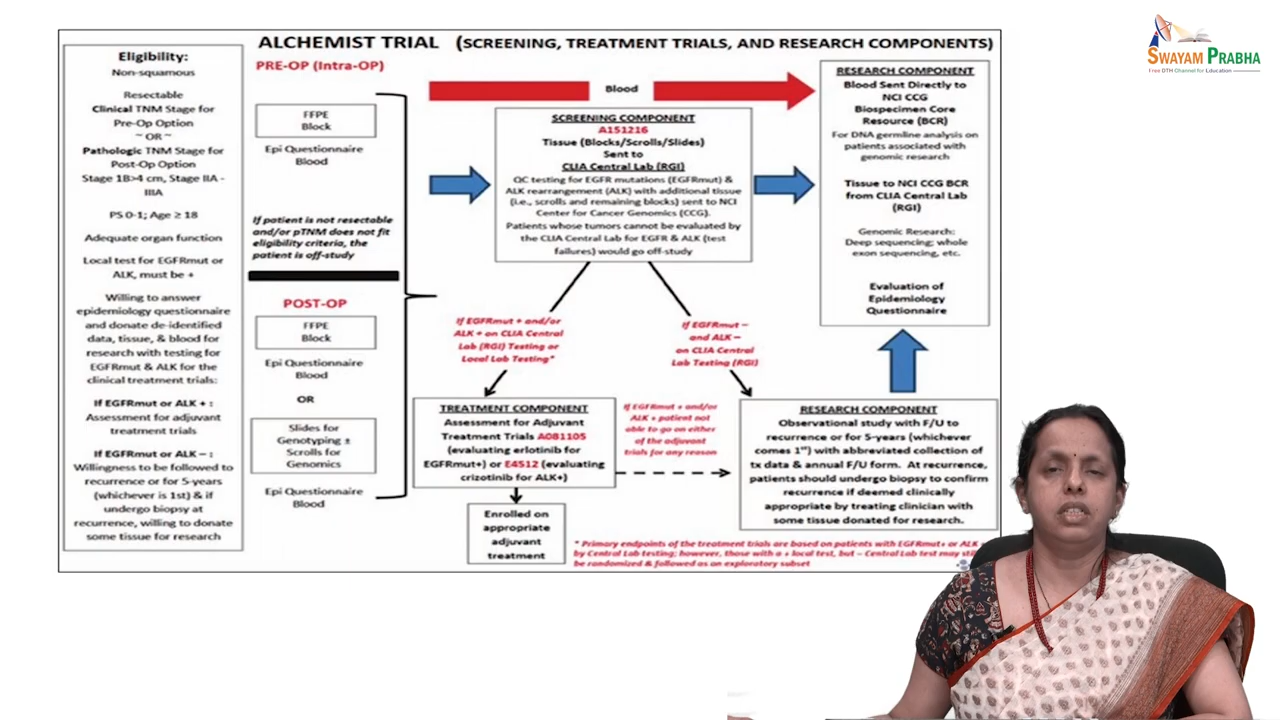 ALCHEMIST TRIAL (SCREENING, TREATMENT TRIALS, AND RESEARCH COMPONENTS)
Eligibility:
Non-squamous
Resectable
Clinical TNM Stage for
Pre-Op Option
~ OR ~
Pathologic TNM Stage for
Post-Op Option
Stage 1B>4 cm, Stage IIA -
IIIA
PS 0-1; Age ≥ 18
Adequate organ function
Local test for EGFRmut or
ALK, must be +
Willing to answer
epidemiology questionnaire
and donate de-identified
data, tissue, & blood for
research with testing for
EGFRmut & ALK for the
clinical treatment trials:
If EGFRmut or ALK + :
Assessment for adjuvant
treatment trials
If EGFRmut or ALK – :
Willingness to be followed to
recurrence or for 5-years
(whichever is 1st) & if
undergo biopsy at
recurrence, willing to donate
some tissue for research
PRE-OP (Intra-OP)
FFPE
Block
Epi Questionnaire
Blood
If patient is not resectable
and/or pTNM does not fit
eligibility criteria, the
patient is off-study
POST-OP
FFPE
Block
Epi Questionnaire
Blood
OR
Slides for
Genotyping ±
Scrolls for
Genomics
Epi Questionnaire
Blood
Blood
SCREENING COMPONENT
A151216
Tissue (Blocks/Scrolls/Slides)
Sent to
CLIA Central Lab (RGI)
QC testing for EGFR mutations (EGFRmut) &
ALK rearrangement (ALK) with additional tissue
(i.e., scrolls and remaining blocks) sent to NCI
Center for Cancer Genomics (CCG).
Patients whose tumors cannot be evaluated by
the CLIA Central Lab for EGFR & ALK (test
failures) would go off-study
If EGFRmut + and/or
ALK + on CLIA Central
Lab (RGI) Testing or
Local Lab Testing*
If EGFRmut –
and ALK –
on CLIA Central
Lab Testing (RGI)
TREATMENT COMPONENT
Assessment for Adjuvant
Treatment Trials A081105
(evaluating erlotinib for
EGFRmut+) or E4512 (evaluating
crizotinib for ALK+)
Enrolled on
appropriate
adjuvant
treatment
If EGFRmut + and/or
ALK + patient not
able to go on either
of the adjuvant
trials for any reason
RESEARCH COMPONENT
Blood Sent Directly to
NCI CCG
Biospecimen Core
Resource (BCR)
For DNA germline analysis on
patients associated with
genomic research
Tissue to NCI CCG BCR
from CLIA Central Lab
(RGI)
Genomic Research:
Deep sequencing; whole
exon sequencing, etc.
Evaluation of
Epidemiology
Questionnaire
RESEARCH COMPONENT
Observational study with F/U to
recurrence or for 5-years (whichever
comes 1st) with abbreviated collection of
tx data & annual F/U form. At recurrence,
patients should undergo biopsy to confirm
recurrence if deemed clinically
appropriate by treating clinician with
some tissue donated for research.
* Primary endpoints of the treatment trials are based on patients with EGFRmut+ or ALK
by Central Lab testing; however, those with a + local test, but – Central Lab test may
be randomized & followed as an exploratory subset
SWAYAM PRABHA
Free DTH Channel for Education